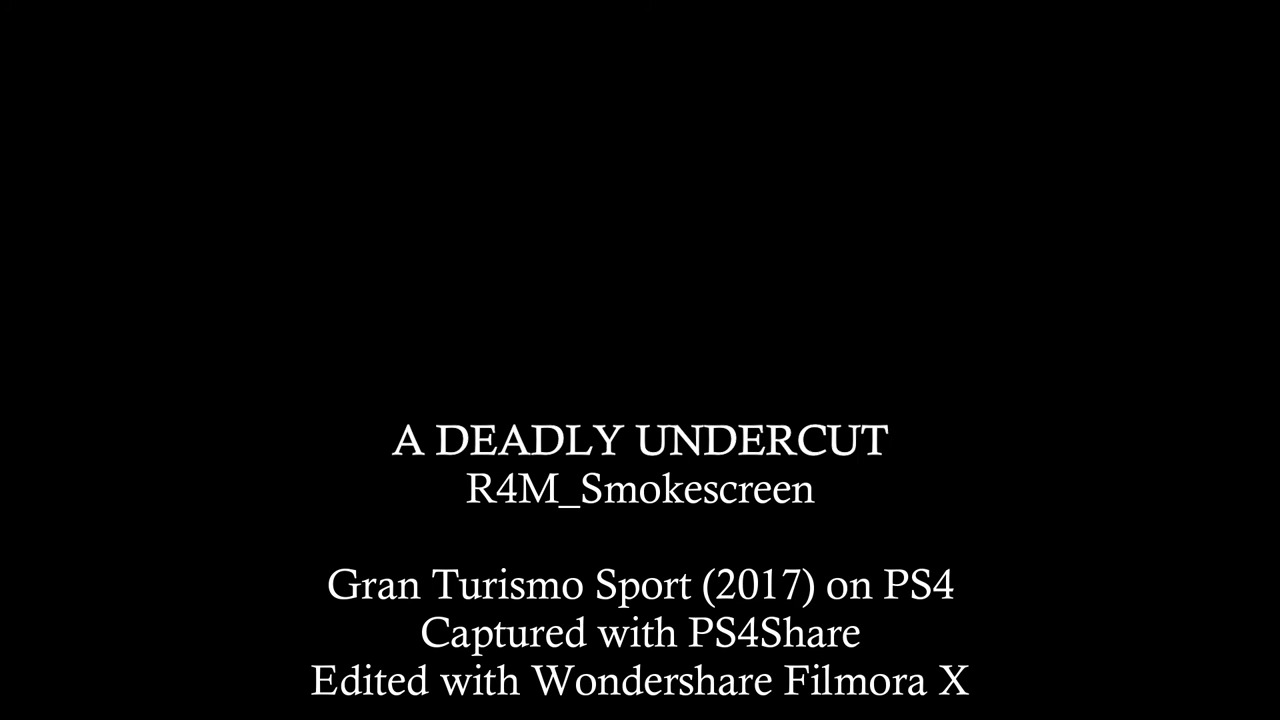 A DEADLY UNDERCUT
R4M_Smokescreen
Gran Turismo Sport (2017) on PS4
Captured with PS4Share
Edited with Wondershare Filmora X